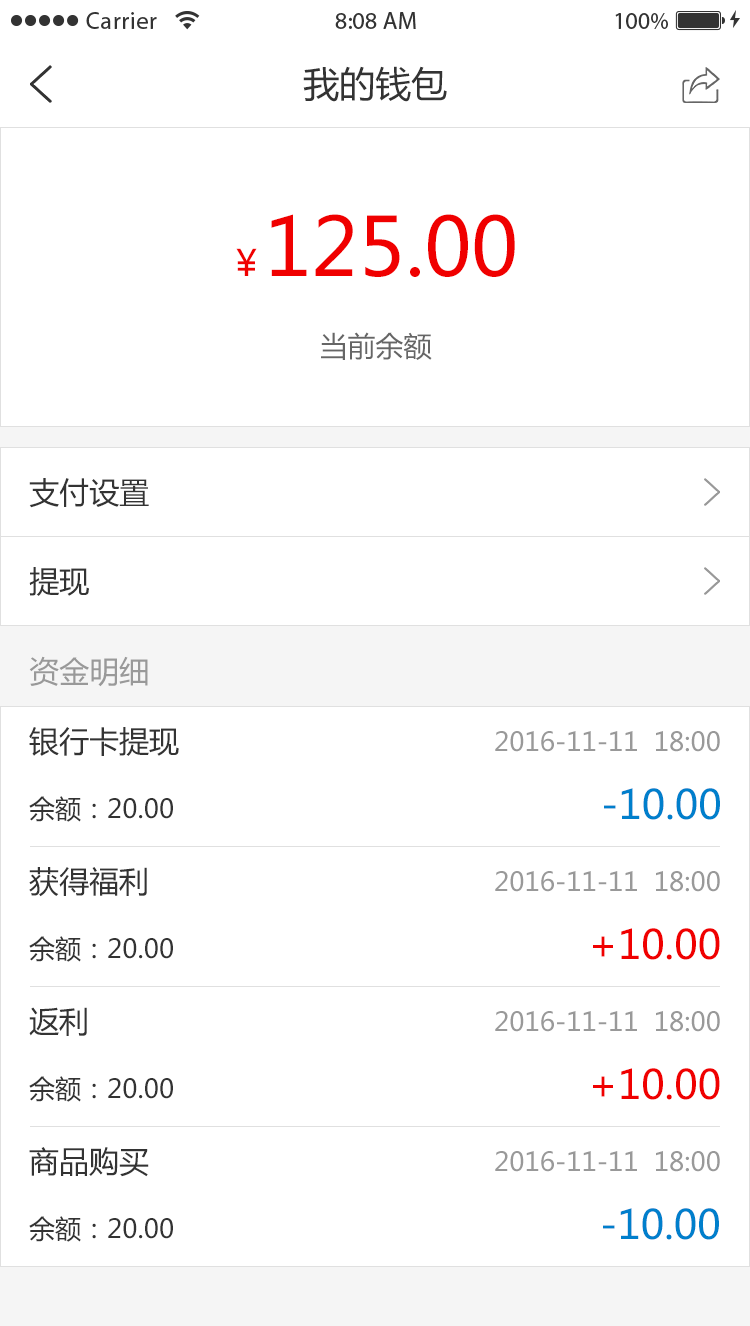 Carrier 8:08 AM 100%
我的钱包
¥125.00
当前余额
支付设置
提现
资金明细
银行卡提现 2016-11-11 18:00
余额：20.00 -10.00
获得福利 2016-11-11 18:00
余额：20.00 +10.00
返利 2016-11-11 18:00
余额：20.00 +10.00
商品购买 2016-11-11 18:00
余额：20.00 -10.00